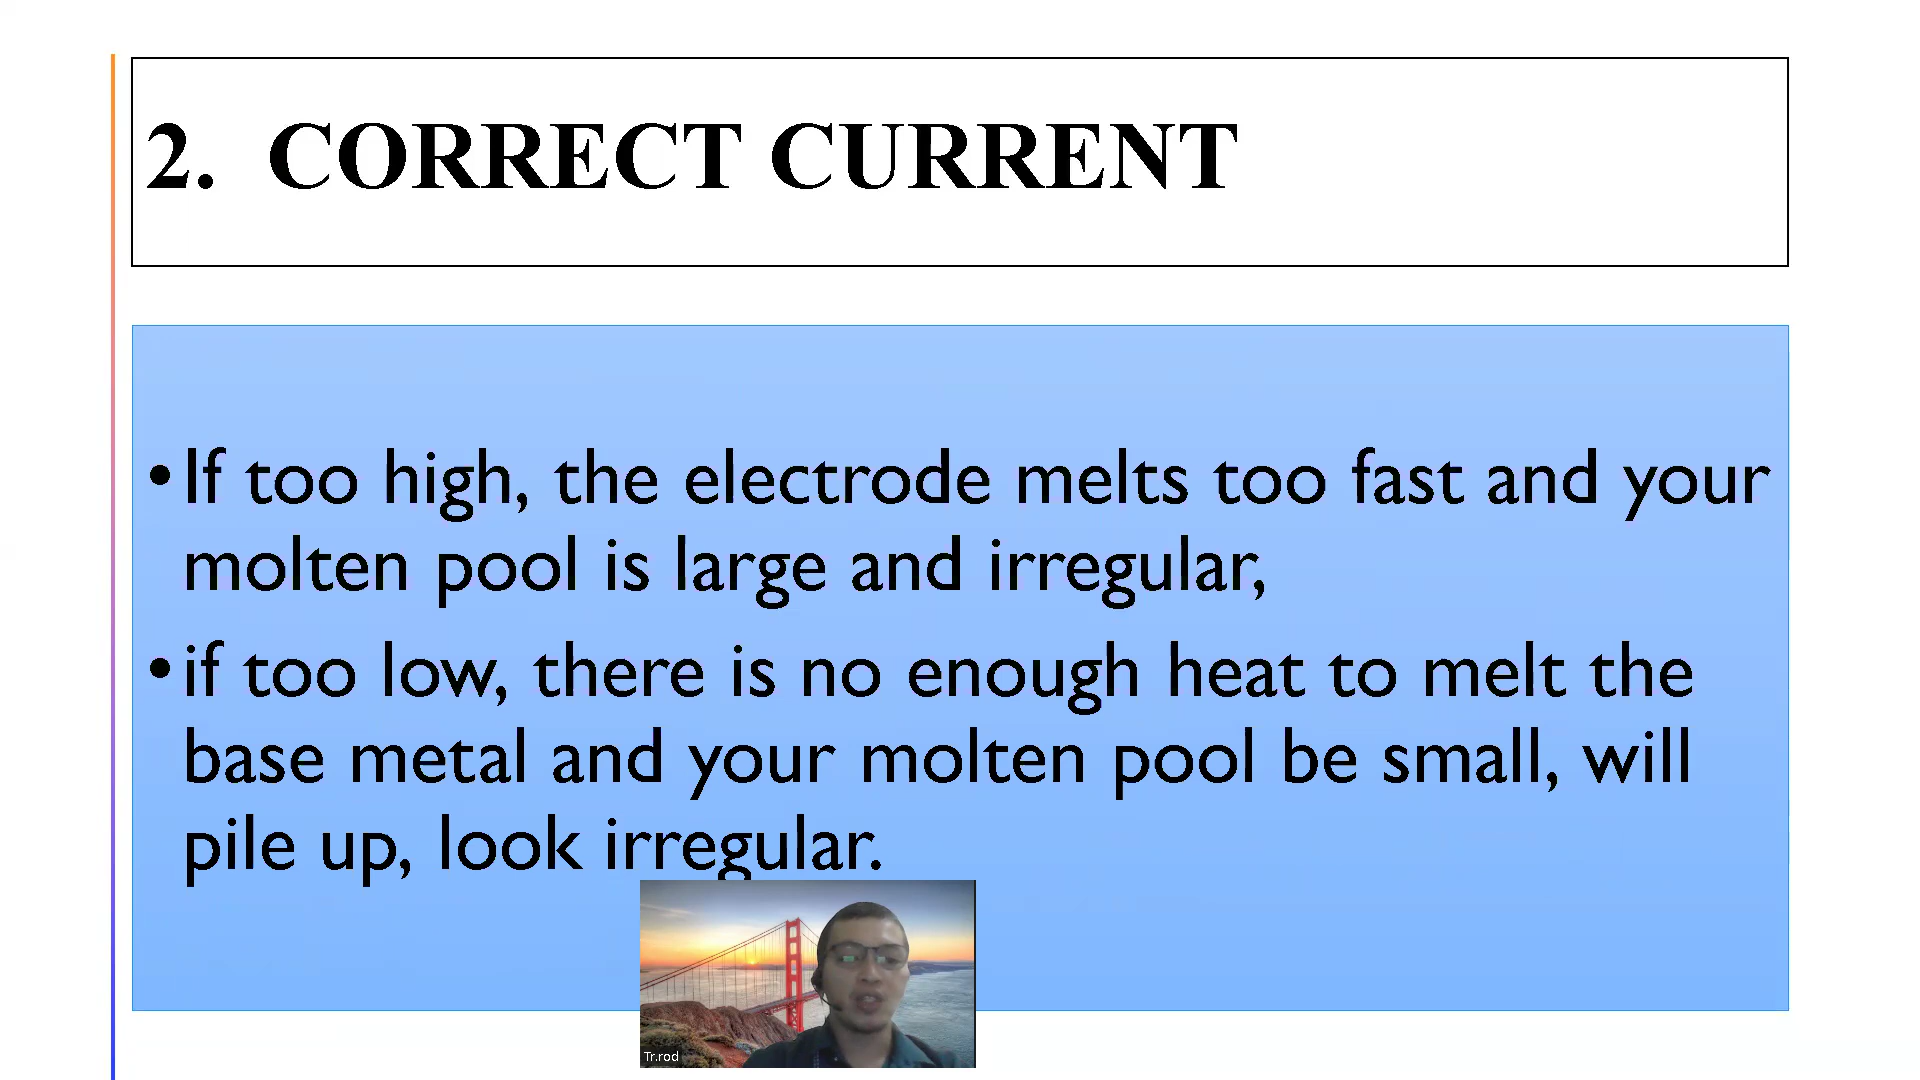 2. CORRECT CURRENT
•If too high, the electrode melts too fast and your
molten pool is large and irregular,
•if too low, there is no enough heat to melt the
base metal and your molten pool be small, will
pile up, look irregular.
Tr.rod